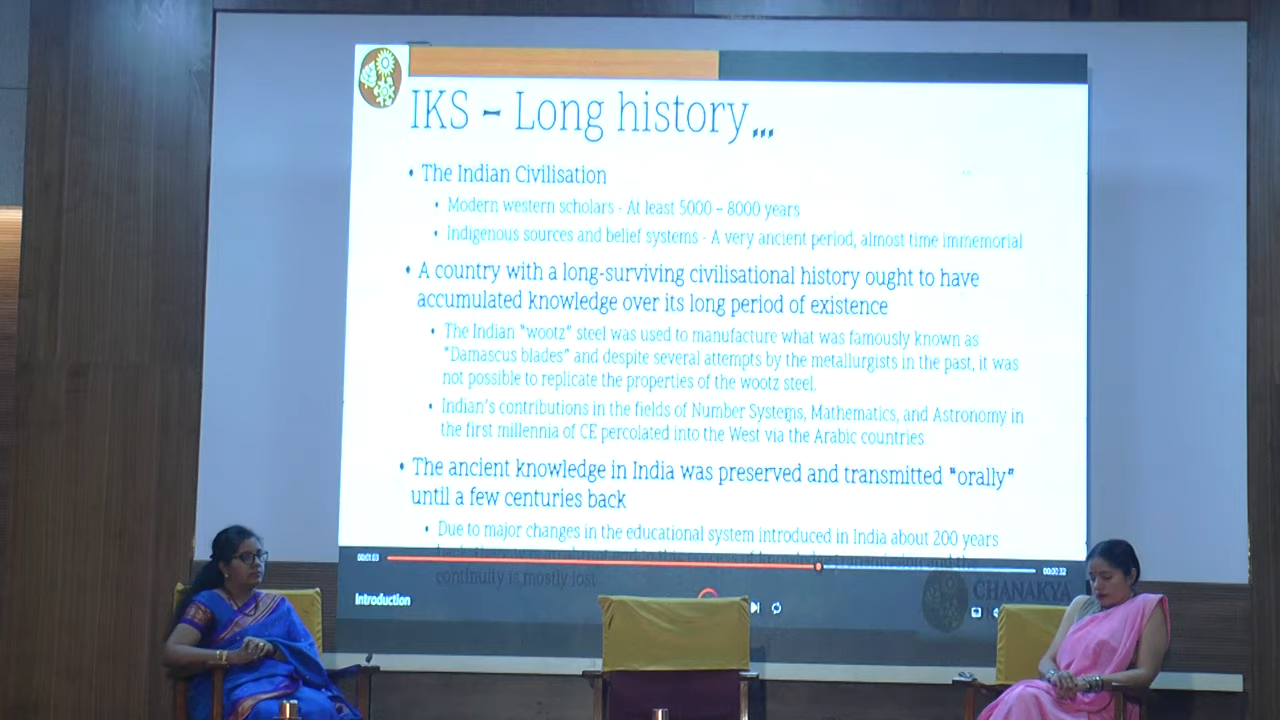 IKS – Long history...
• The Indian Civilisation
• Modern western scholars - At least 5000 – 8000 years
• Indigenous sources and belief systems - A very ancient period, almost time immemorial
• A country with a long-surviving civilisational history ought to have
accumulated knowledge over its long period of existence
• The Indian "wootz" steel was used to manufacture what was famously known as
"Damascus blades" and despite several attempts by the metallurgists in the past, it was
not possible to replicate the properties of the wootz steel.
• Indian's contributions in the fields of Number Systems, Mathematics, and Astronomy in
the first millennia of CE percolated into the West via the Arabic countries
• The ancient knowledge in India was preserved and transmitted "orally"
until a few centuries back
• Due to major changes in the educational system introduced in India about 200 years
00:01:03
00:00:32
continuity is mostly lost
CHANAKYA
Introduction